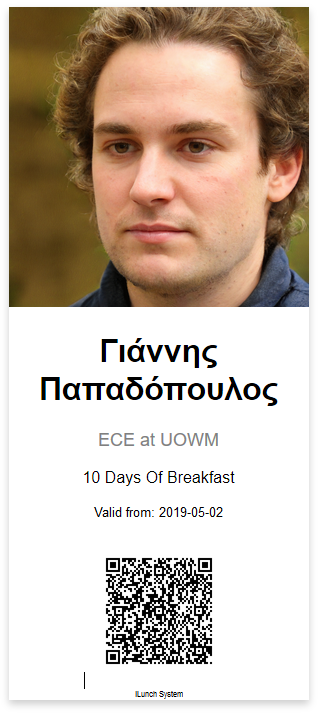 Γιάννης
Παπαδόπουλος
ECE at UOWM
10 Days Of Breakfast
Valid from: 2019-05-02
ILunch System